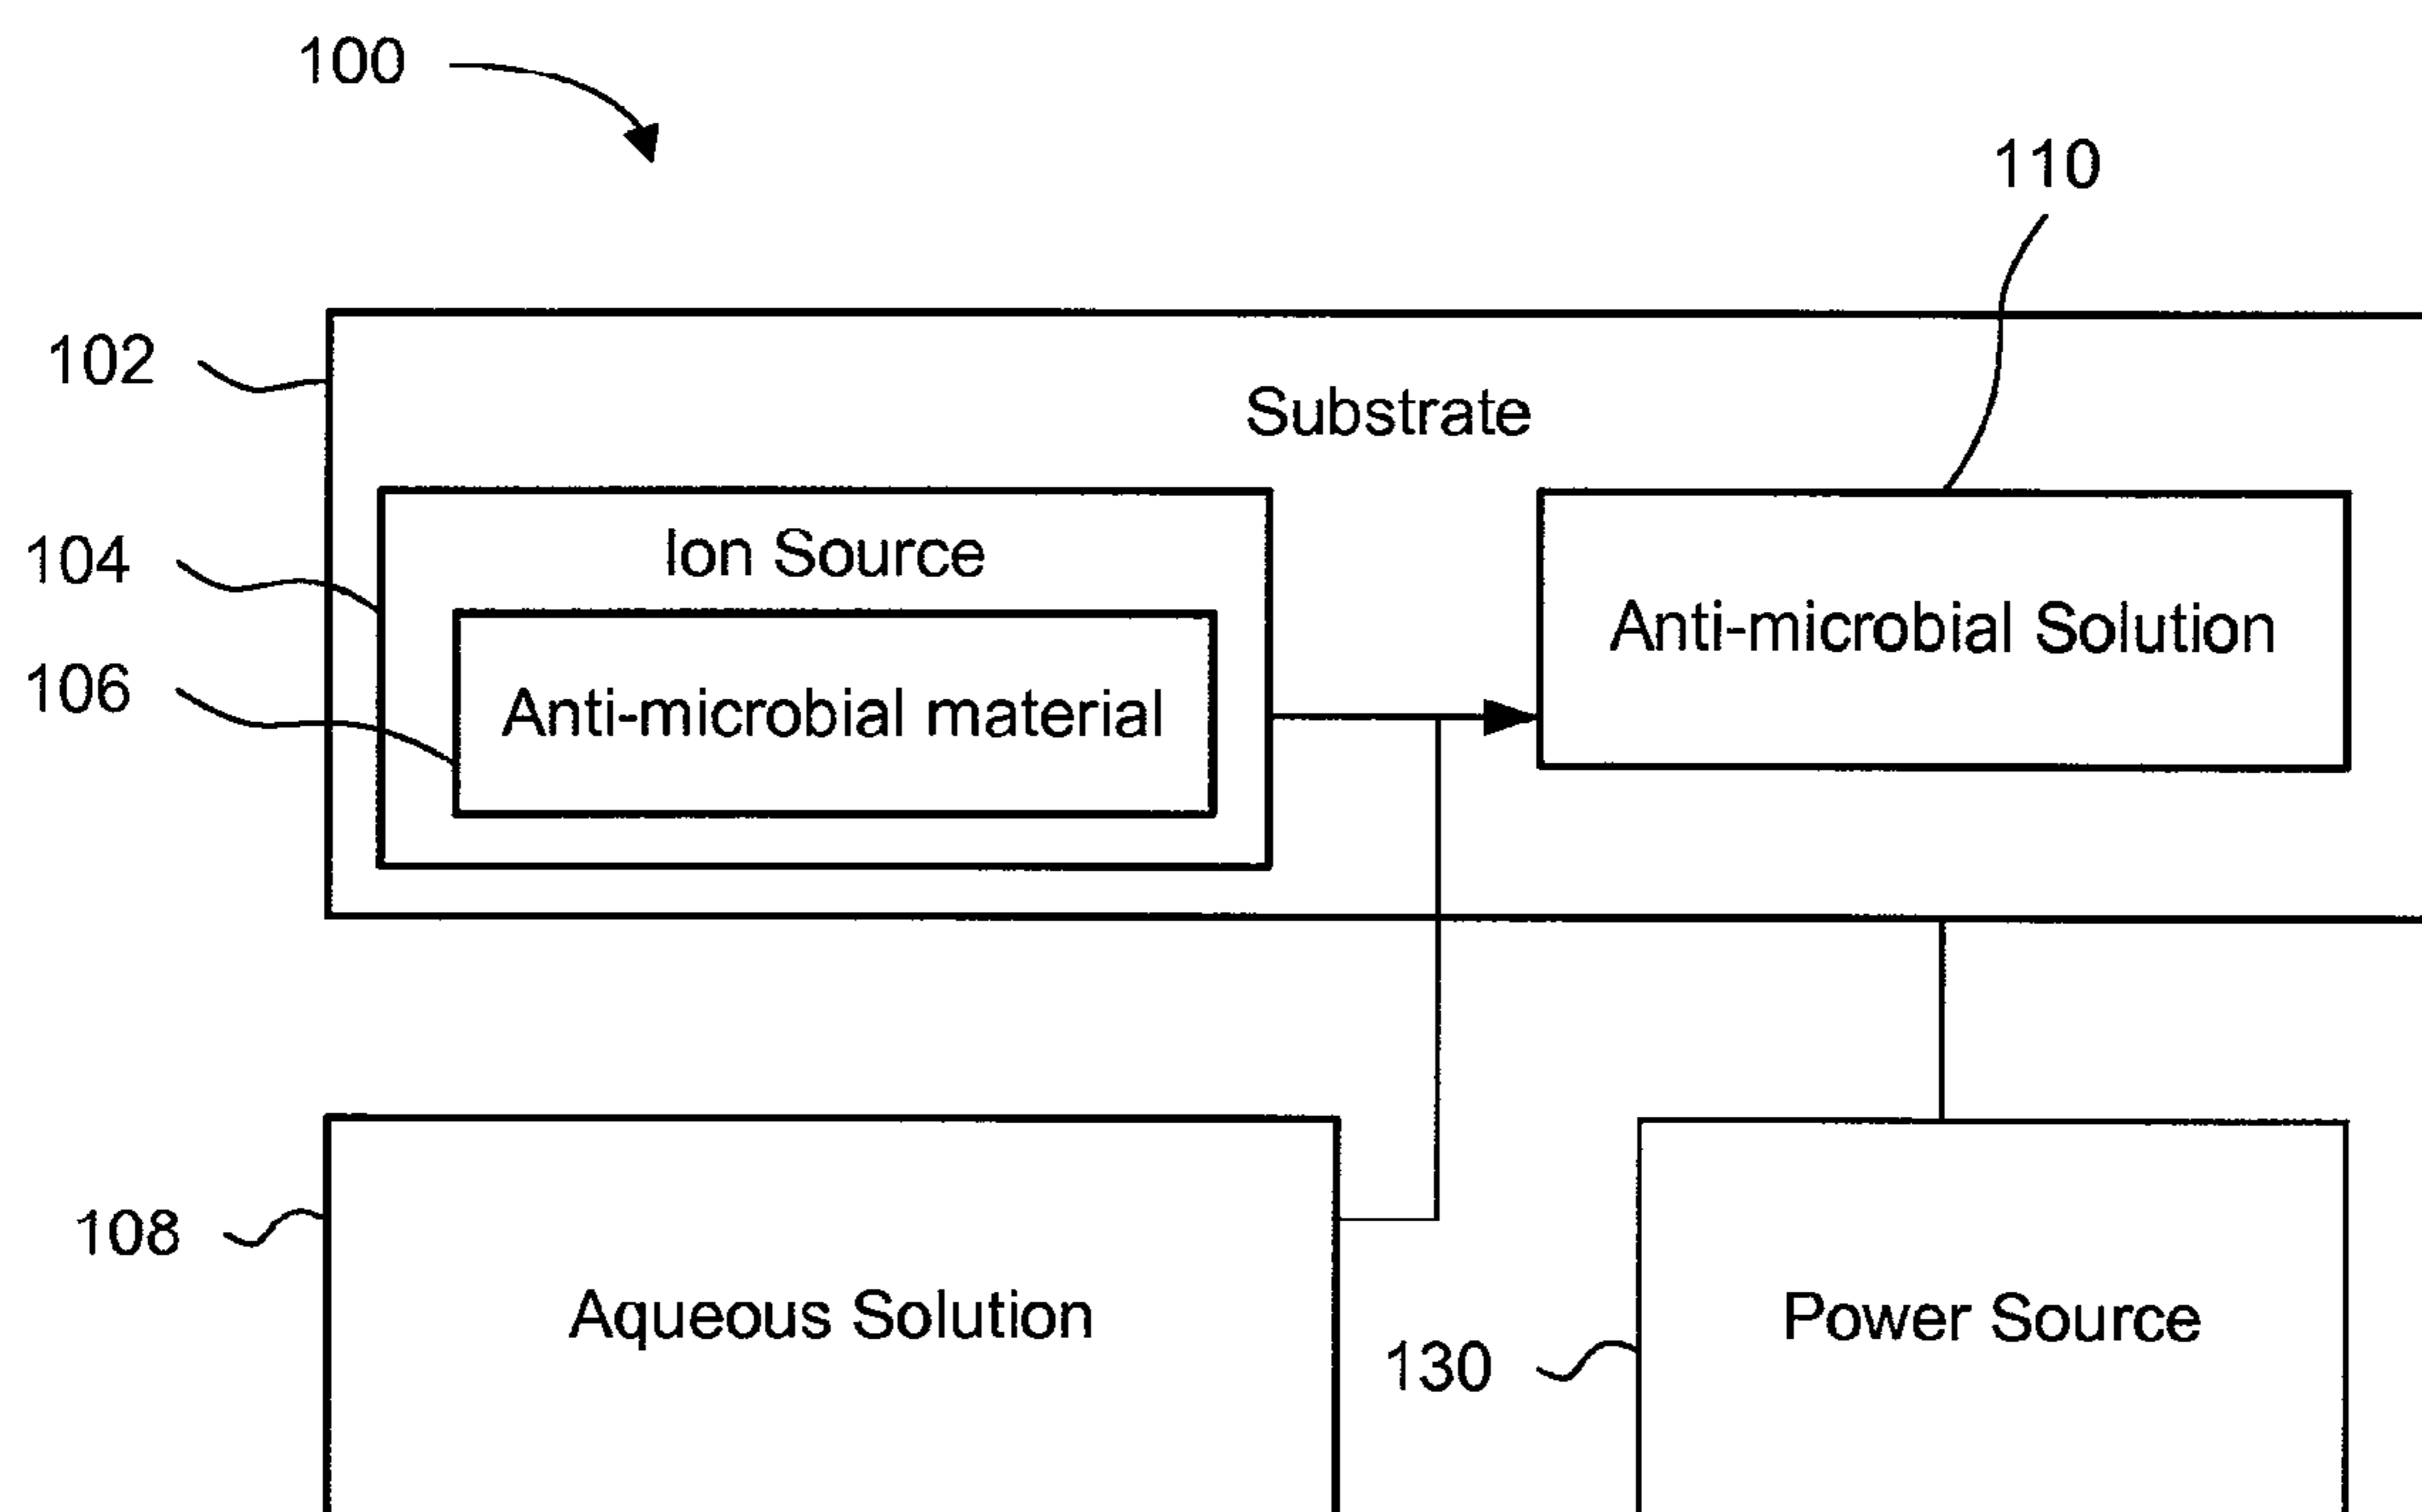 100
110
102
Substrate
104
Ion Source
Anti-microbial Solution
106
Anti-microbial material
108
Aqueous Solution
130
Power Source